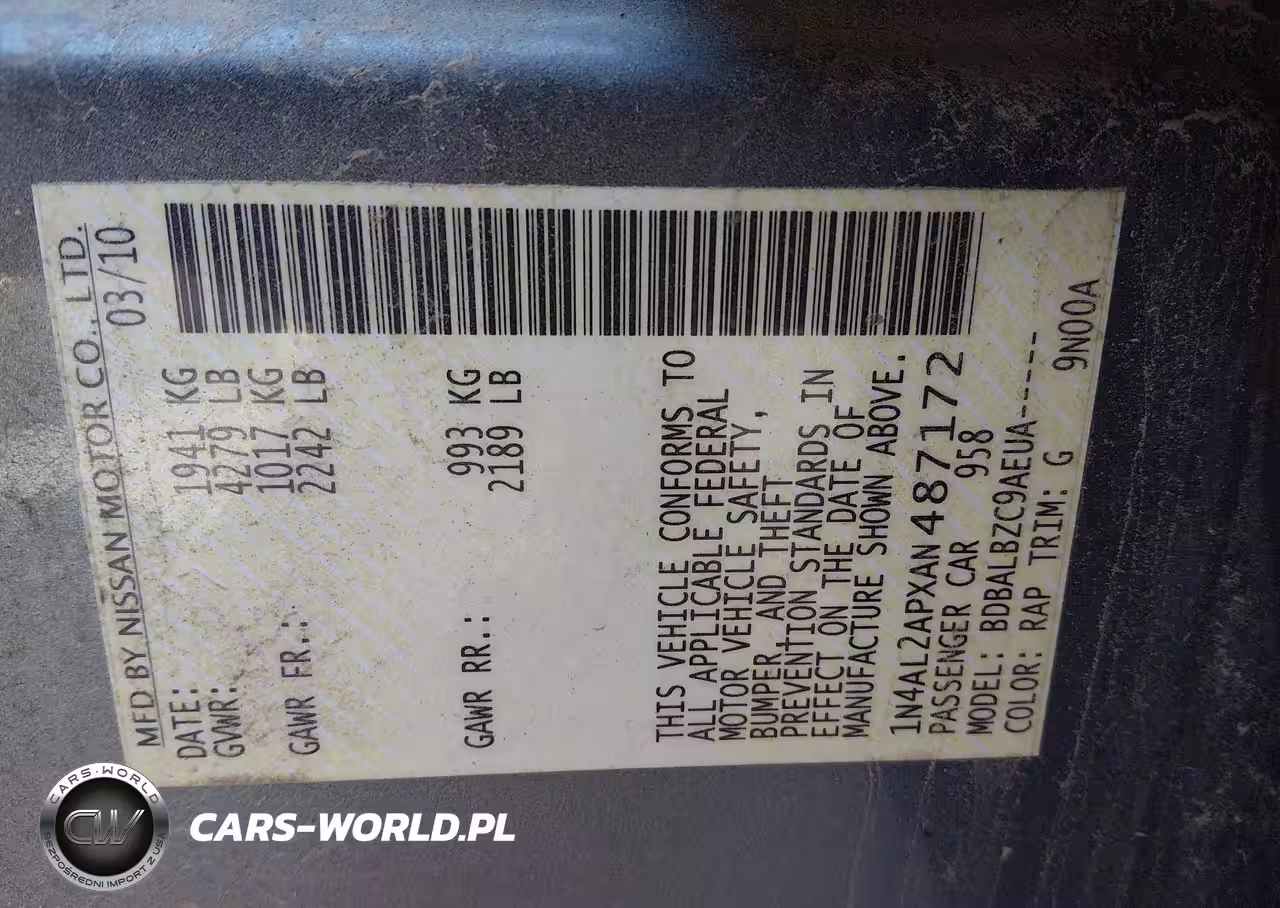 MFD BY NISSAN MOTOR CO., LTD.
DATE: 03/10
GVWR: 1941 KG
4279 LB
GAWR FR.: 1017 KG
2242 LB
GAWR RR.: 993 KG
2189 LB
THIS VEHICLE CONFORMS TO
ALL APPLICABLE FEDERAL
MOTOR VEHICLE SAFETY,
BUMPER, AND THEFT
PREVENTION STANDARDS IN
EFFECT ON THE DATE OF
MANUFACTURE SHOWN ABOVE.
1N4AL2APXAN487172
PASSENGER CAR 958
MODEL: BDBALBZC9AEUA-----
COLOR: RAP TRIM: G 9N00A
CARS-WORLD
CW
BEZPOŚREDNI IMPORT Z USA
CARS-WORLD.PL